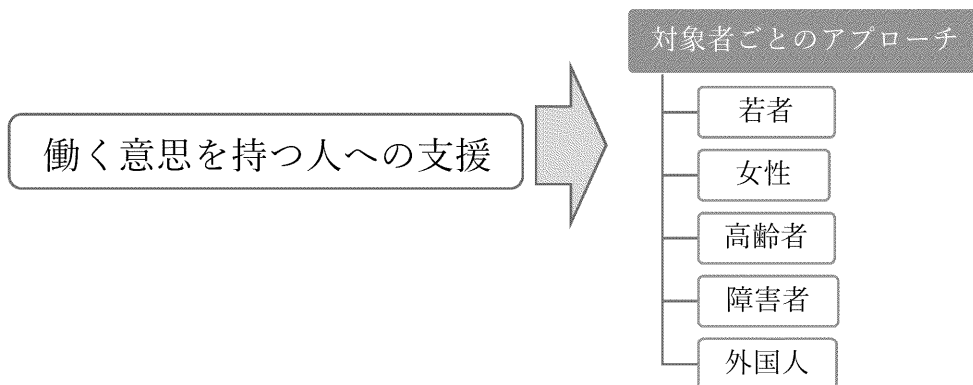 働く意思を持つ人への支援
対象者ごとのアプローチ
若者
女性
高齢者
障害者
外国人